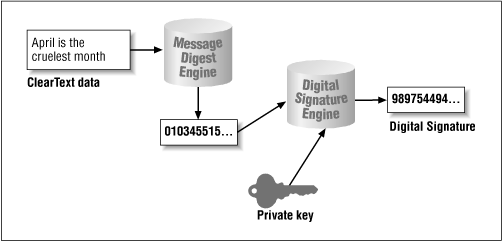 April is the
cruelest month
ClearText data
Message
Digest
Engine
010345515...
Digital
Signature
Engine
989754494...
Digital Signature
Private key